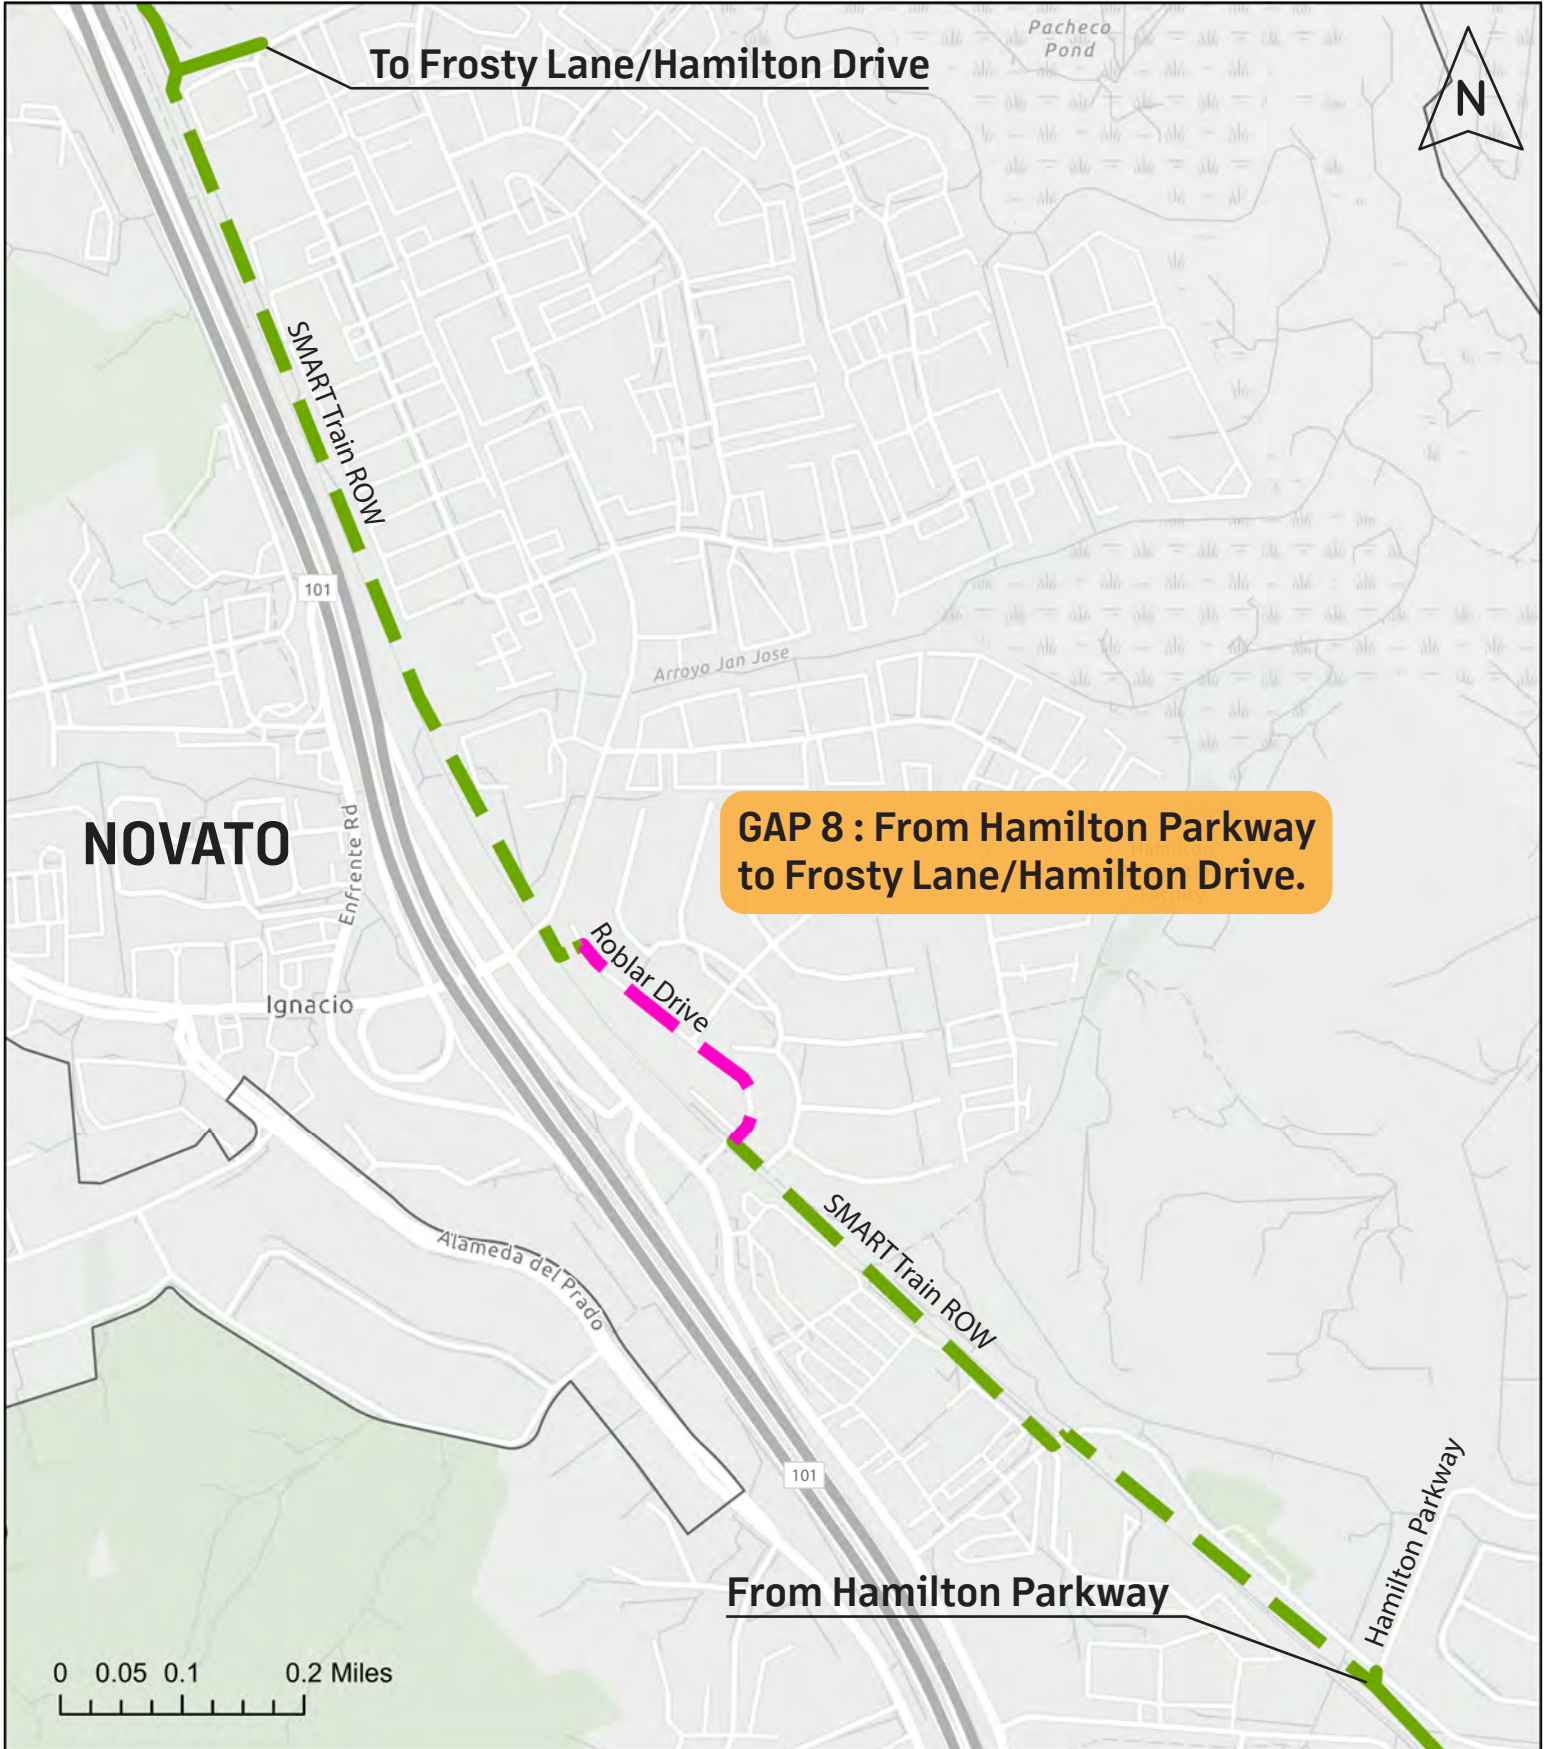 Pacheco
Pond
To Frosty Lane/Hamilton Drive
N
SMART Train ROW
101
Arroyo Jan Jose
NOVATO
Enfrente Rd
GAP 8 : From Hamilton Parkway
to Frosty Lane/Hamilton Drive.
Roblar Drive
Ignacio
SMART Train ROW
Alameda del Prado
101
Hamilton Parkway
From Hamilton Parkway
0 0.05 0.1 0.2 Miles